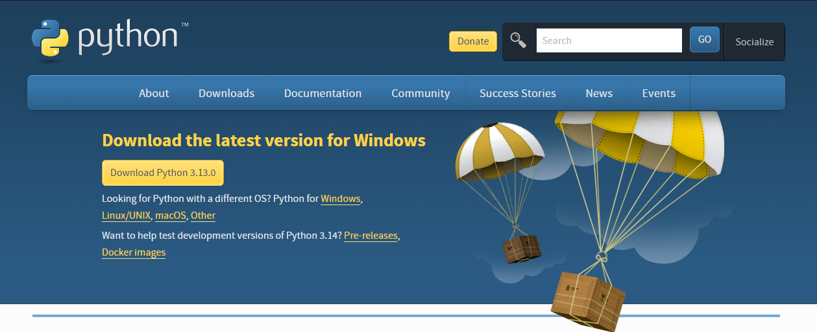 python™
Donate
Search
GO
Socialize
About Downloads Documentation Community Success Stories News Events
Download the latest version for Windows
Download Python 3.13.0
Looking for Python with a different OS? Python for Windows,
Linux/UNIX, macOS, Other
Want to help test development versions of Python 3.14? Pre-releases,
Docker images